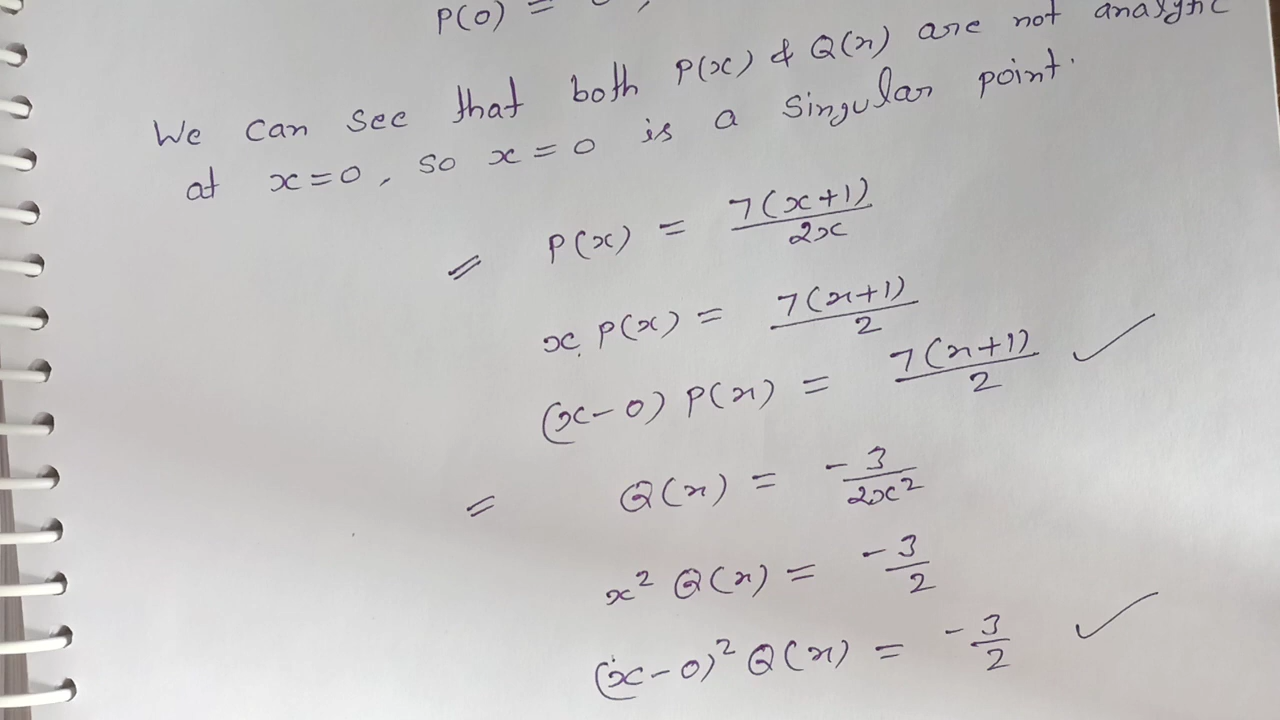 P(0) =
We can see that both P(x) & Q(x) are not analytic
at x=0, so x=0 is a singular point.
= P(x) = 7(x+1)/2x
x P(x) = 7(x+1)/2
(x-0) P(x) = 7(x+1)/2 ✓
= Q(x) = -3/2x²
x² Q(x) = -3/2
(x-0)² Q(x) = -3/2 ✓